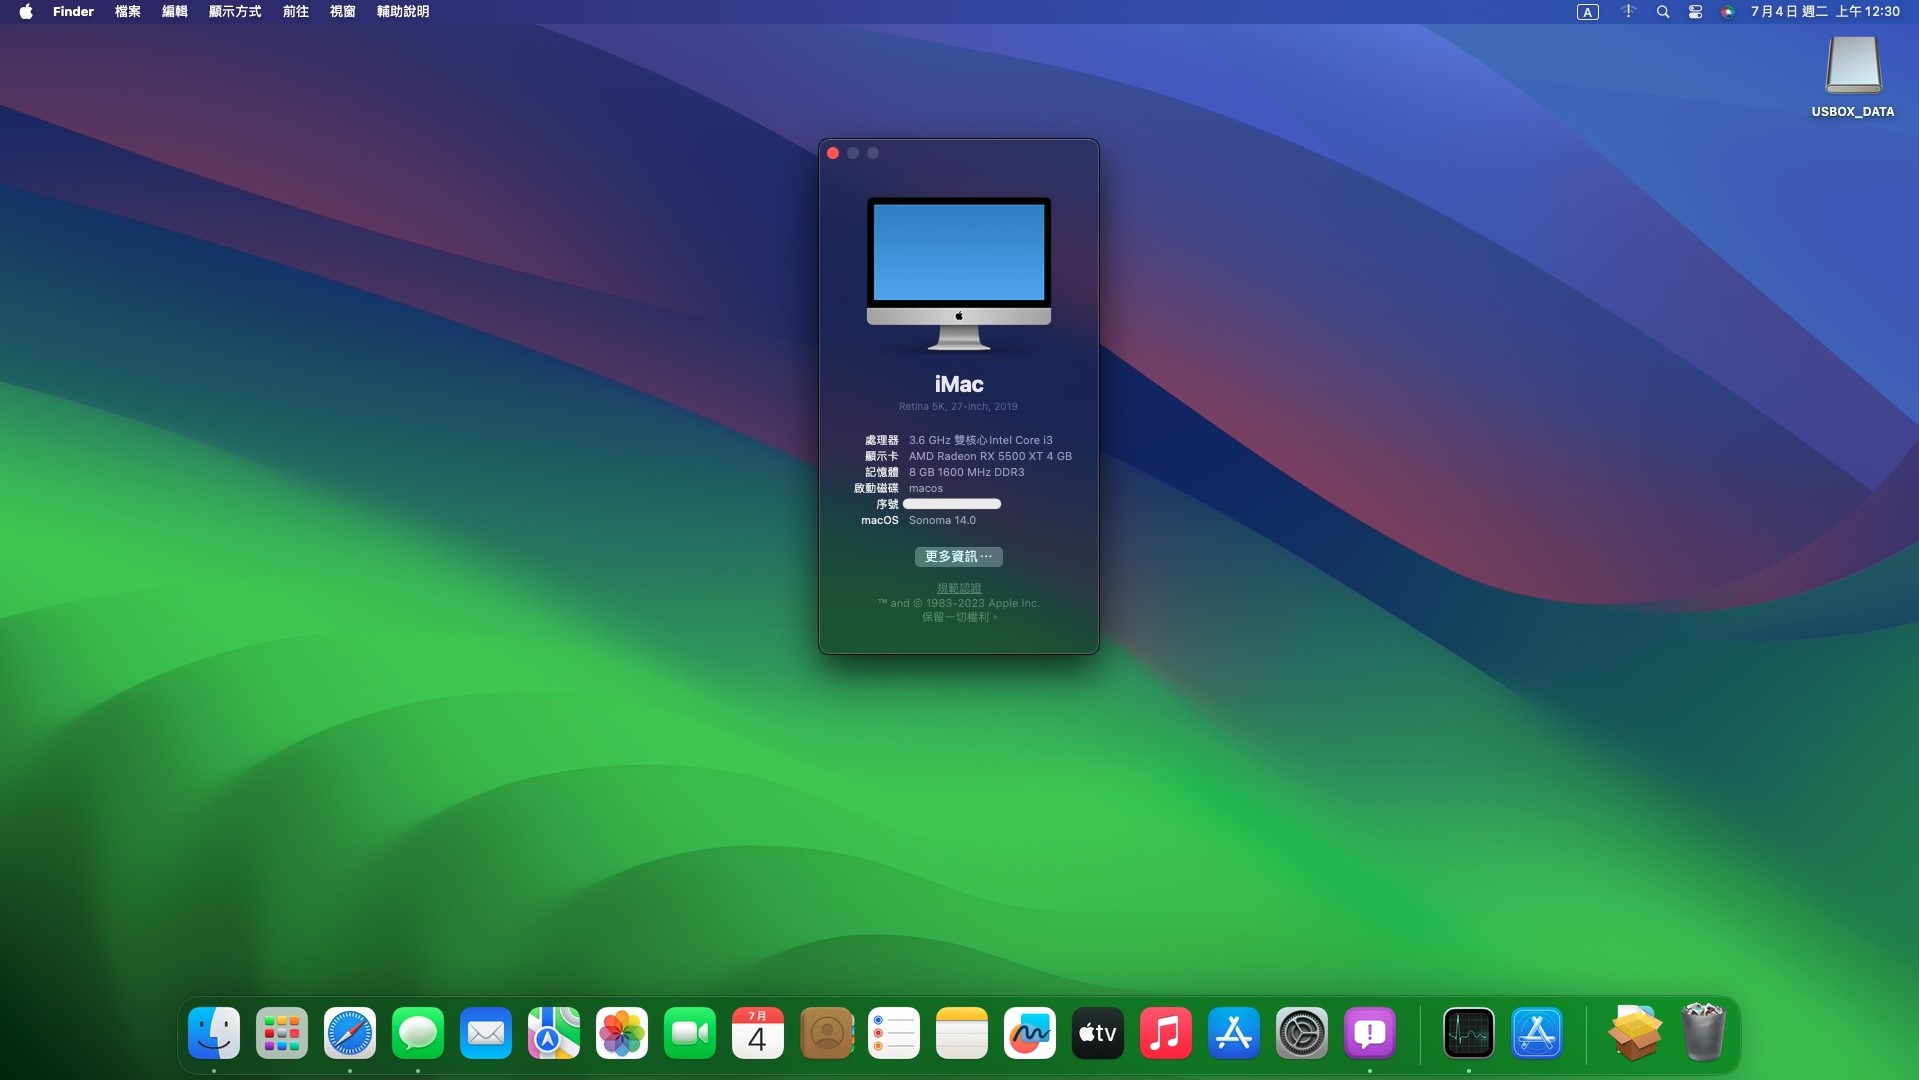 Finder 檔案 編輯 顯示方式 前往 視窗 輔助說明
A 7月4日 週二 上午12:30
USBOX_DATA
iMac
Retina 5K, 27-inch, 2019
處理器 3.6 GHz 雙核心Intel Core i3
顯示卡 AMD Radeon RX 5500 XT 4 GB
記憶體 8 GB 1600 MHz DDR3
啟動磁碟 macos
序號
macOS Sonoma 14.0
更多資訊⋯
規範認證
™ and © 1983-2023 Apple Inc.
保留一切權利。
7月
4
tv